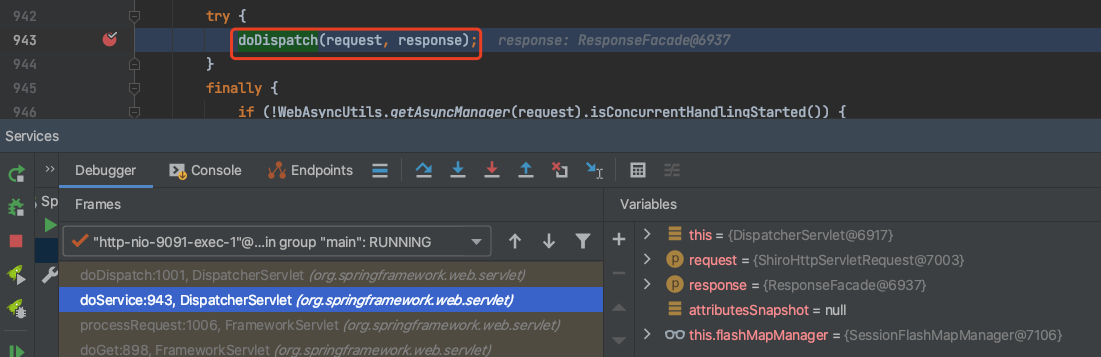 942 try {
943 doDispatch(request, response); response: ResponseFacade@6937
944 }
945 finally {
946 if (!WebAsyncUtils.getAsyncManager(request).isConcurrentHandlingStarted()) {
Services
» Debugger Console Endpoints
Sp
Frames
Variables
"http-nio-9091-exec-1"@...in group "main": RUNNING
doDispatch:1001, DispatcherServlet (org.springframework.web.servlet)
doService:943, DispatcherServlet (org.springframework.web.servlet)
processRequest:1006, FrameworkServlet (org.springframework.web.servlet)
doGet:898, FrameworkServlet (org.springframework.web.servlet)
this = {DispatcherServlet@6917}
request = {ShiroHttpServletRequest@7003}
response = {ResponseFacade@6937}
attributesSnapshot = null
this.flashMapManager = {SessionFlashMapManager@7106}